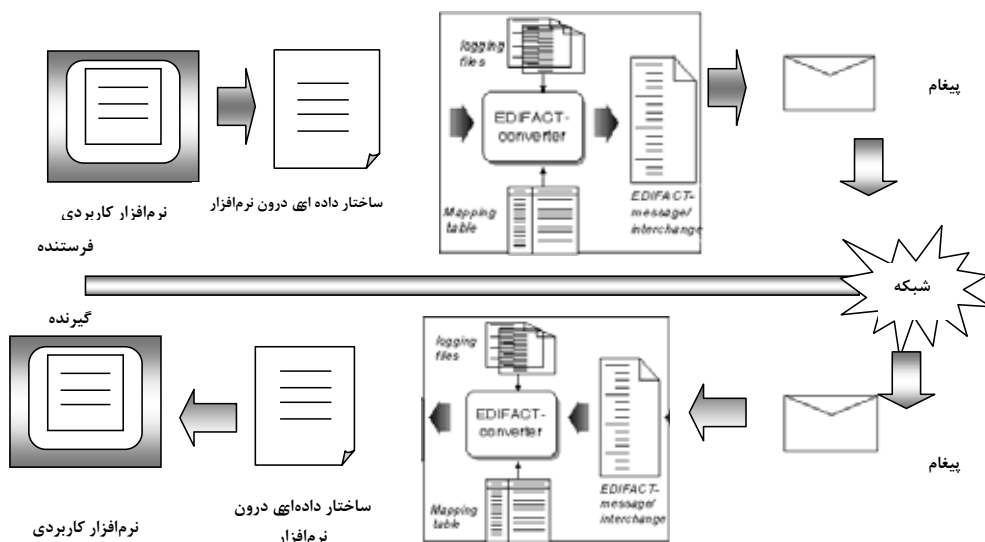 logging
files
EDIFACT-
converter
Mapping
table
EDIFACT-
message/
interchange
پیغام
ساختار داده ای درون نرم‌افزار
نرم‌افزار کاربردی
فرستنده
شبکه
گیرنده
logging
files
EDIFACT-
converter
Mapping
table
EDIFACT-
message/
interchange
پیغام
ساختار داده‌ای درون
نرم‌افزار
نرم‌افزار کاربردی